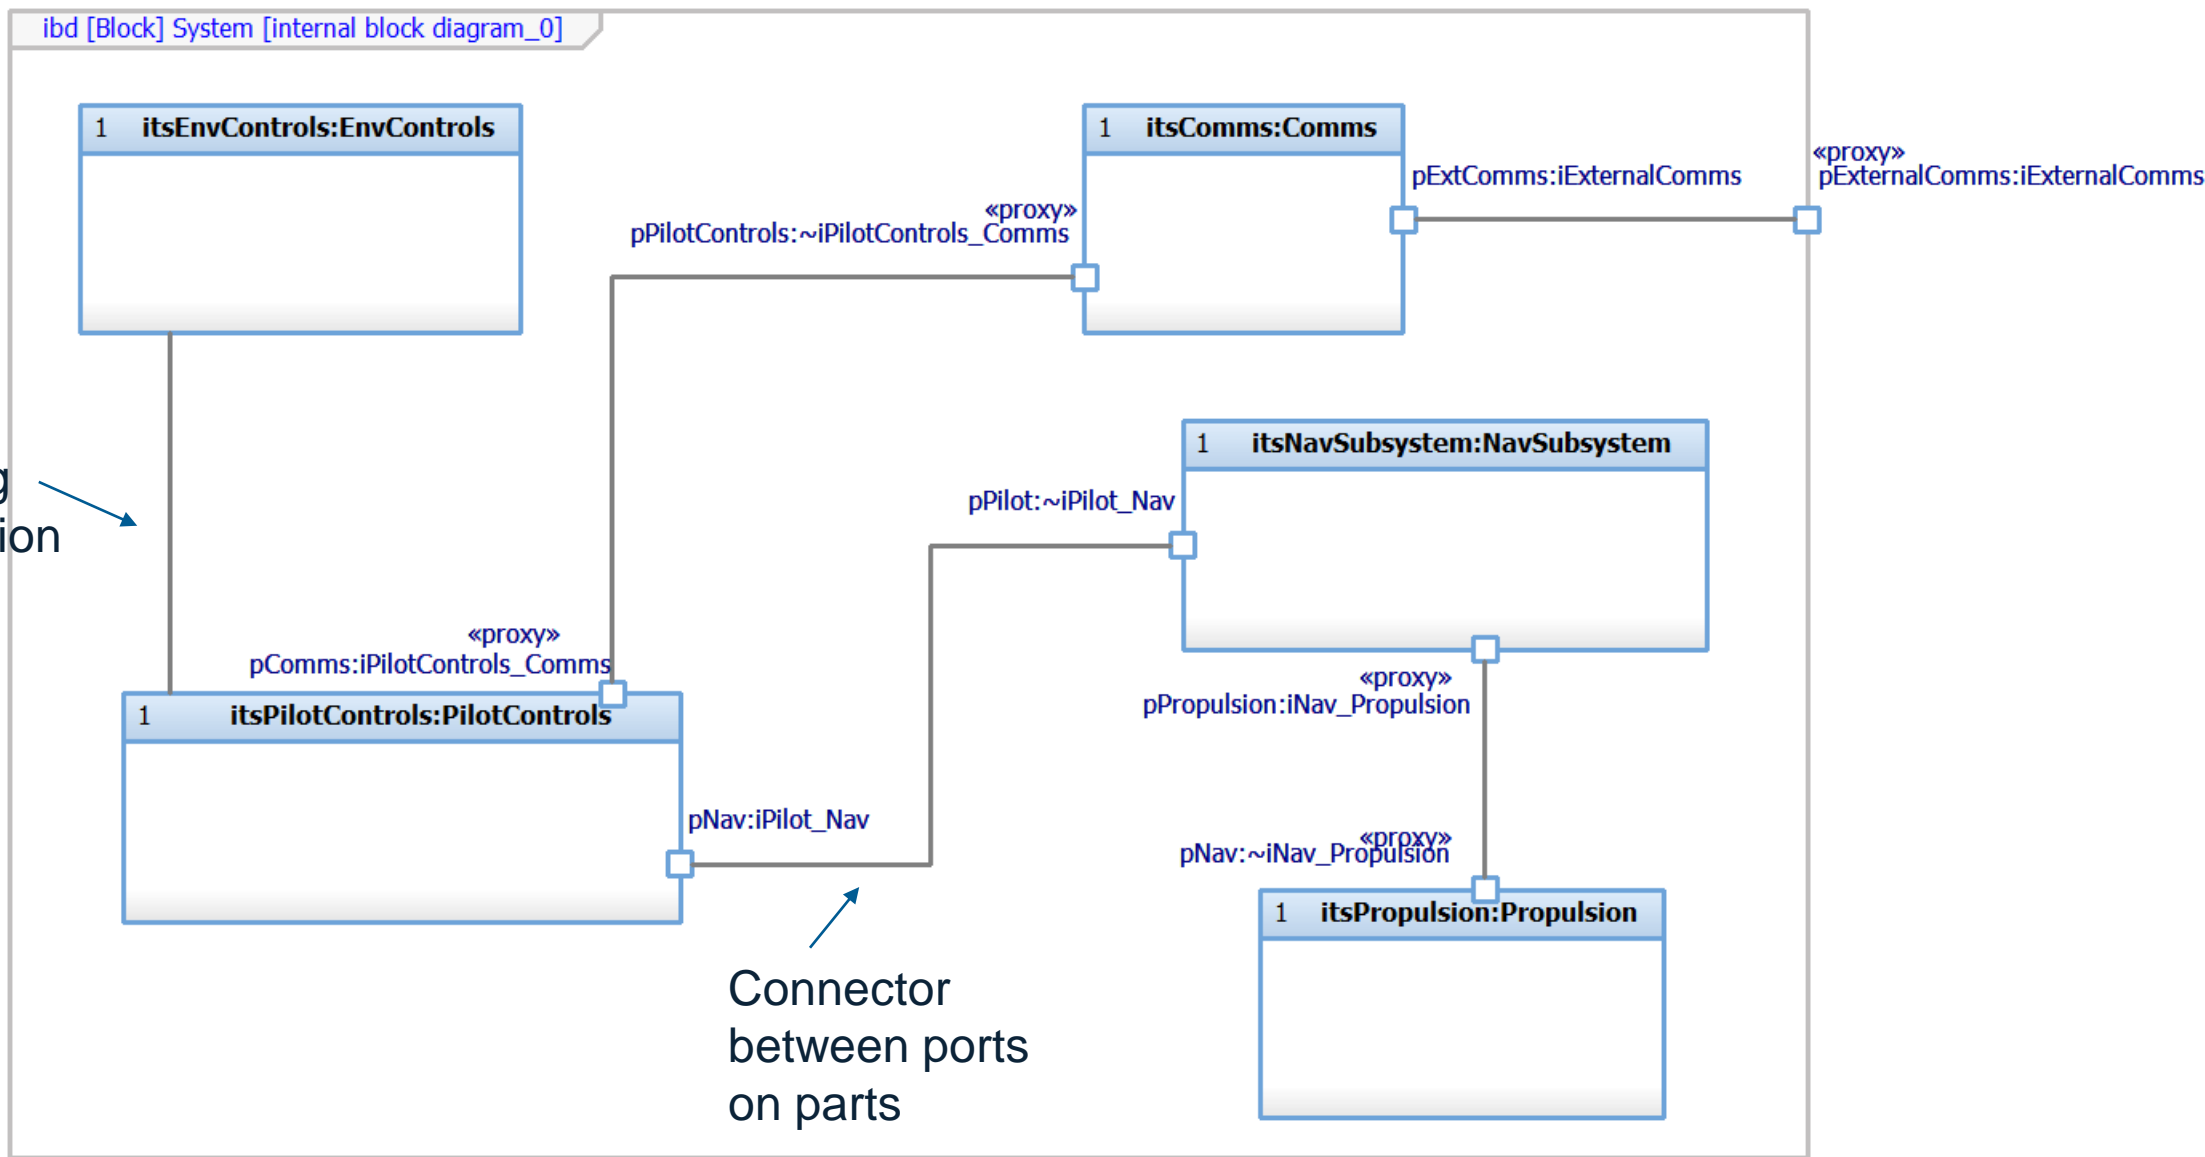 ibd [Block] System [internal block diagram_0]
1 itsEnvControls:EnvControls
1 itsComms:Comms
pExtComms:iExternalComms
«proxy»
pExternalComms:iExternalComms
«proxy»
pPilotControls:~iPilotControls_Comms
1 itsNavSubsystem:NavSubsystem
pPilot:~iPilot_Nav
«proxy»
pComms:iPilotControls_Comms
1 itsPilotControls:PilotControls
«proxy»
pPropulsion:iNav_Propulsion
pNav:iPilot_Nav
«proxy»
pNav:~iNav_Propulsion
1 itsPropulsion:Propulsion
Connector
between ports
on parts